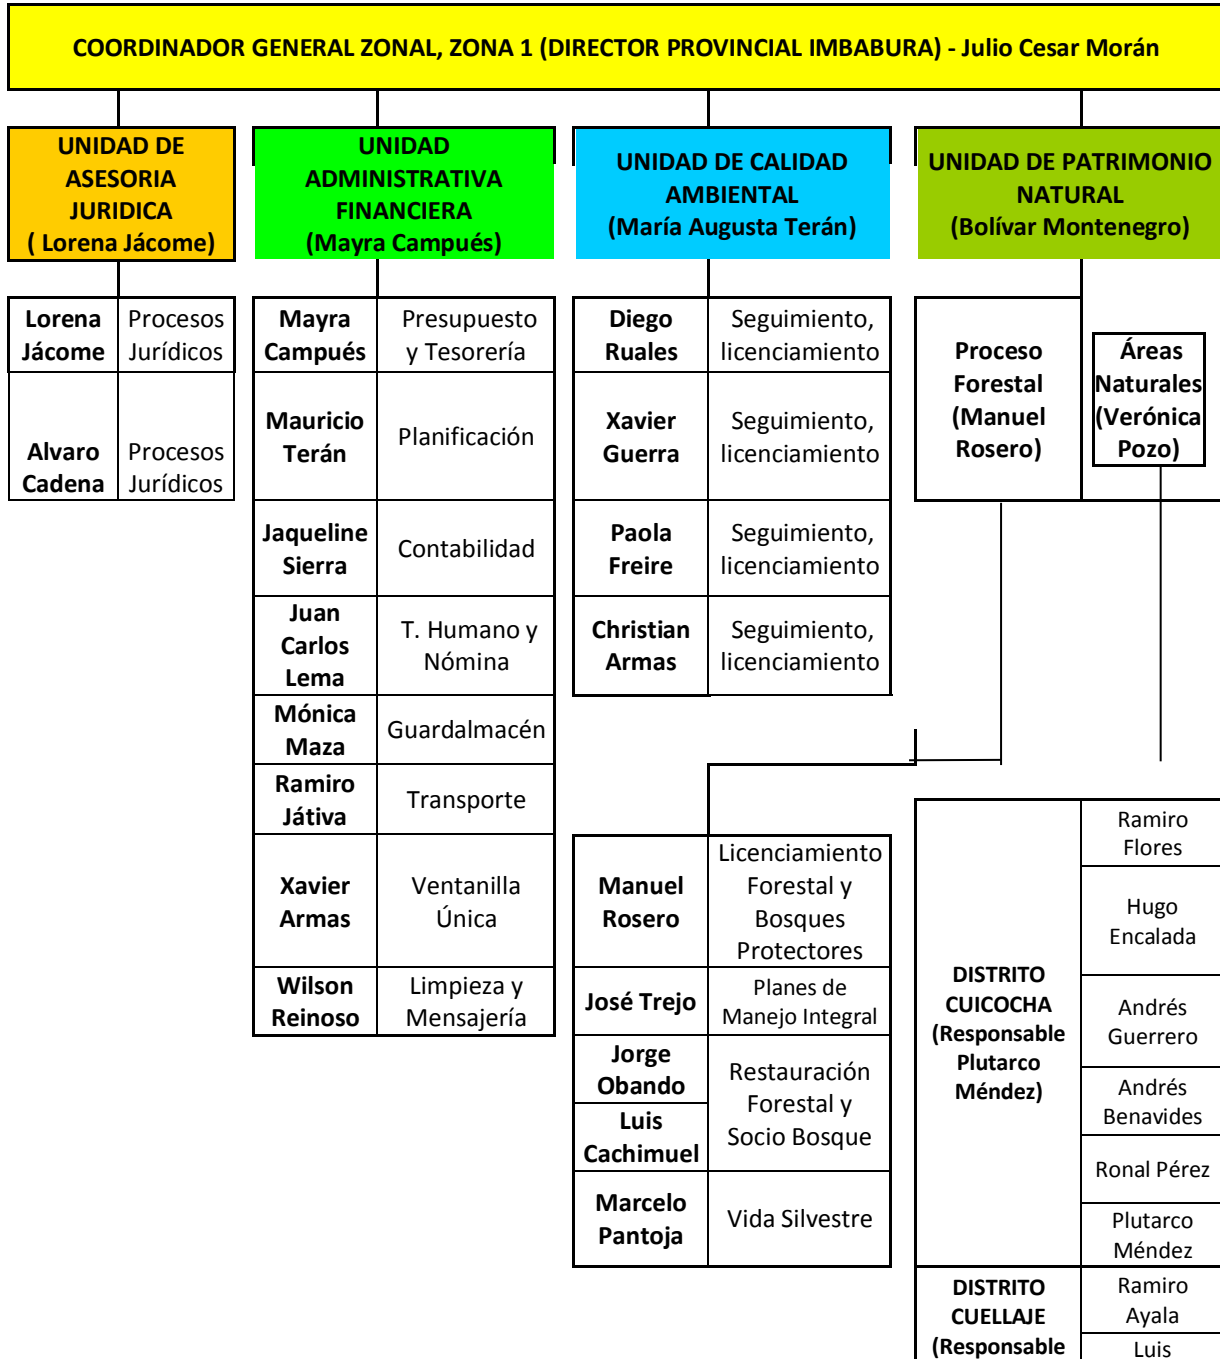 COORDINADOR GENERAL ZONAL, ZONA 1 (DIRECTOR PROVINCIAL IMBABURA) - Julio Cesar Morán
UNIDAD DE
ASESORIA
JURIDICA
( Lorena Jácome)
UNIDAD
ADMINISTRATIVA
FINANCIERA
(Mayra Campués)
UNIDAD DE CALIDAD
AMBIENTAL
(María Augusta Terán)
UNIDAD DE PATRIMONIO
NATURAL
(Bolívar Montenegro)
Lorena
Jácome
Procesos
Jurídicos
Alvaro
Cadena
Procesos
Jurídicos
Mayra
Campués
Presupuesto
y Tesorería
Mauricio
Terán
Planificación
Jaqueline
Sierra
Contabilidad
Juan
Carlos
Lema
T. Humano y
Nómina
Mónica
Maza
Guardalmacén
Ramiro
Játiva
Transporte
Xavier
Armas
Ventanilla
Única
Wilson
Reinoso
Limpieza y
Mensajería
Diego
Ruales
Seguimiento,
licenciamiento
Xavier
Guerra
Seguimiento,
licenciamiento
Paola
Freire
Seguimiento,
licenciamiento
Christian
Armas
Seguimiento,
licenciamiento
Proceso
Forestal
(Manuel
Rosero)
Áreas
Naturales
(Verónica
Pozo)
Manuel
Rosero
Licenciamiento
Forestal y
Bosques
Protectores
José Trejo
Planes de
Manejo Integral
Jorge
Obando
Luis
Cachimuel
Restauración
Forestal y
Socio Bosque
Marcelo
Pantoja
Vida Silvestre
DISTRITO
CUICOCHA
(Responsable
Plutarco
Méndez)
Ramiro
Flores
Hugo
Encalada
Andrés
Guerrero
Andrés
Benavides
Ronal Pérez
Plutarco
Méndez
DISTRITO
CUELLAJE
(Responsable
Ramiro
Ayala
Luis